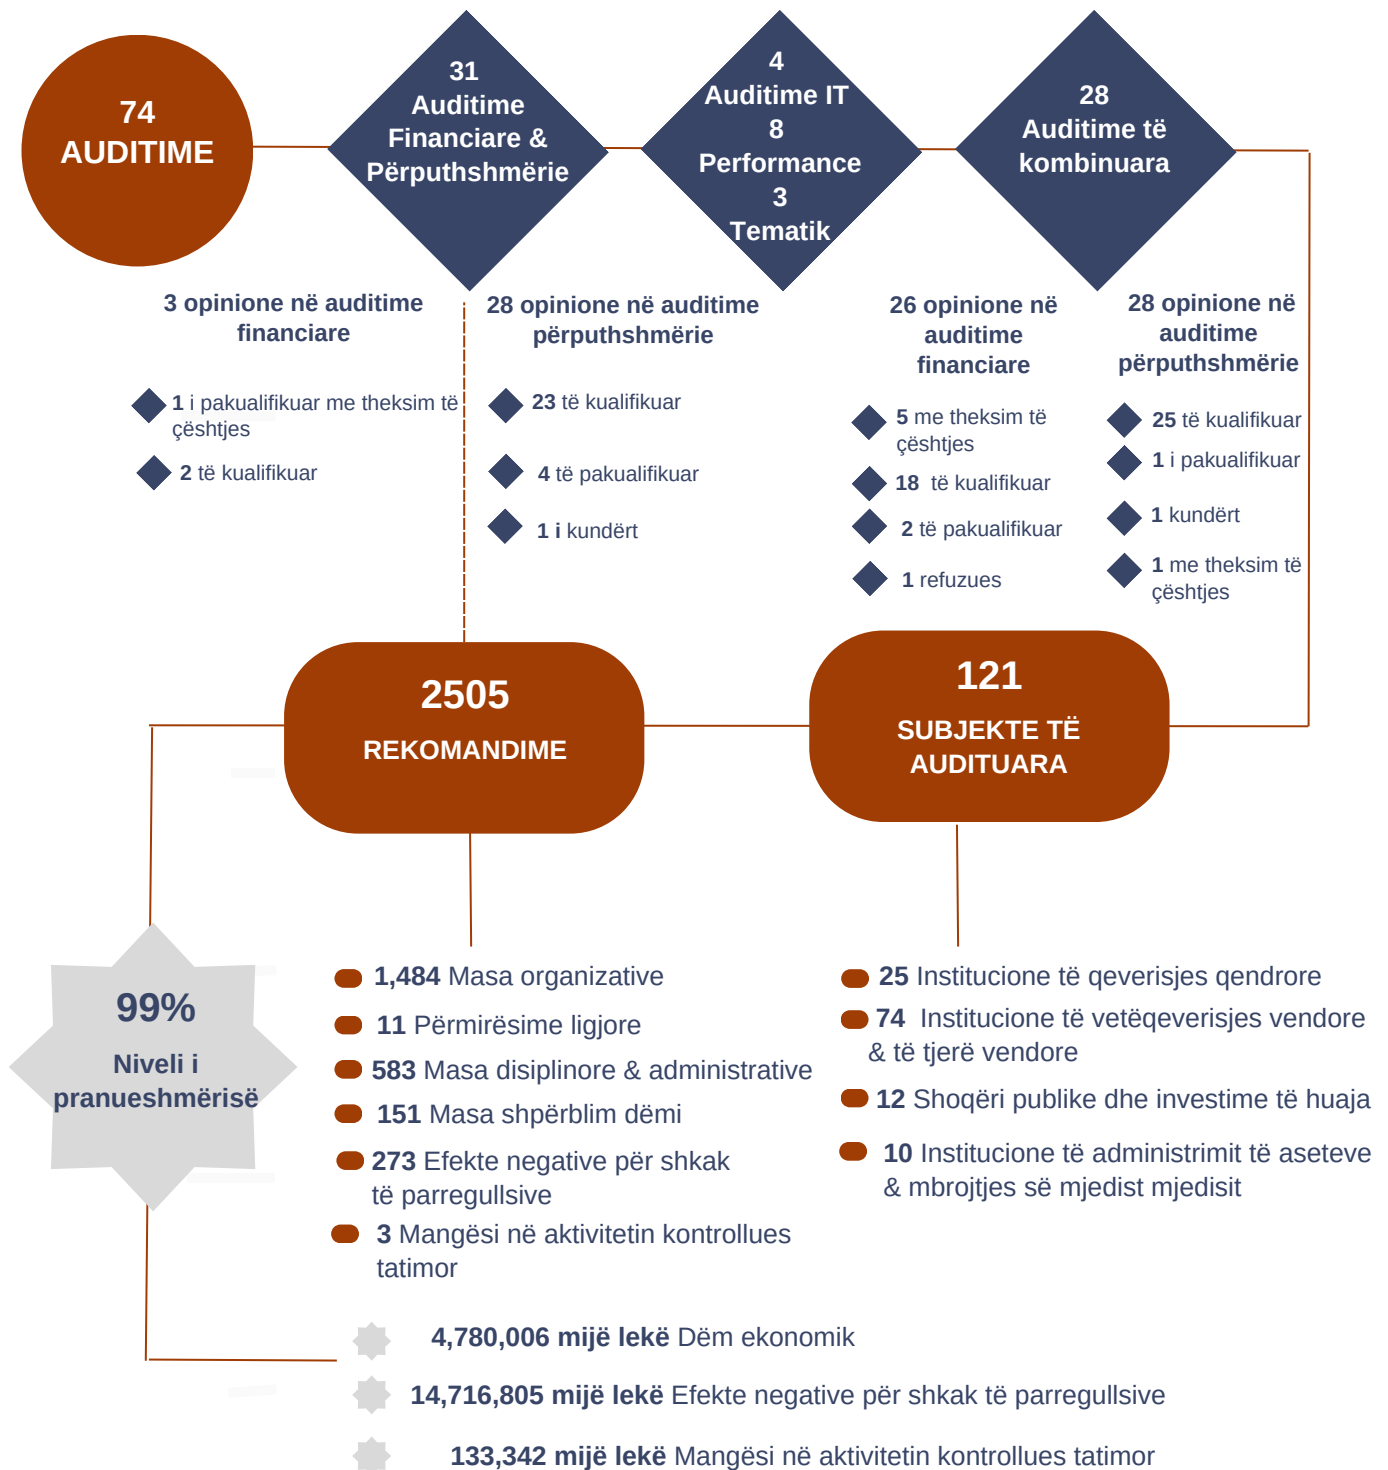 74
AUDITIME
31
Auditime
Financiare &
Përputhshmërie
4
Auditime IT
8
Performance
3
Tematik
28
Auditime të
kombinuara
3 opinione në auditime
financiare
1 i pakualifikuar me theksim të
çështjes
2 të kualifikuar
28 opinione në auditime
përputhshmërie
23 të kualifikuar
4 të pakualifikuar
1 i kundërt
26 opinione në
auditime
financiare
5 me theksim të
çështjes
18 të kualifikuar
2 të pakualifikuar
1 refuzues
28 opinione në
auditime
përputhshmërie
25 të kualifikuar
1 i pakualifikuar
1 kundërt
1 me theksim të
çështjes
2505
REKOMANDIME
121
SUBJEKTE TË
AUDITUARA
99%
Niveli i
pranueshmërisë
1,484 Masa organizative
11 Përmirësime ligjore
583 Masa disiplinore & administrative
151 Masa shpërblim dëmi
273 Efekte negative për shkak
të parregullsive
3 Mangësi në aktivitetin kontrollues
tatimor
25 Institucione të qeverisjes qendrore
74 Institucione të vetëqeverisjes vendore
& të tjerë vendore
12 Shoqëri publike dhe investime të huaja
10 Institucione të administrimit të aseteve
& mbrojtjes së mjedist mjedisit
4,780,006 mijë lekë Dëm ekonomik
14,716,805 mijë lekë Efekte negative për shkak të parregullsive
133,342 mijë lekë Mangësi në aktivitetin kontrollues tatimor